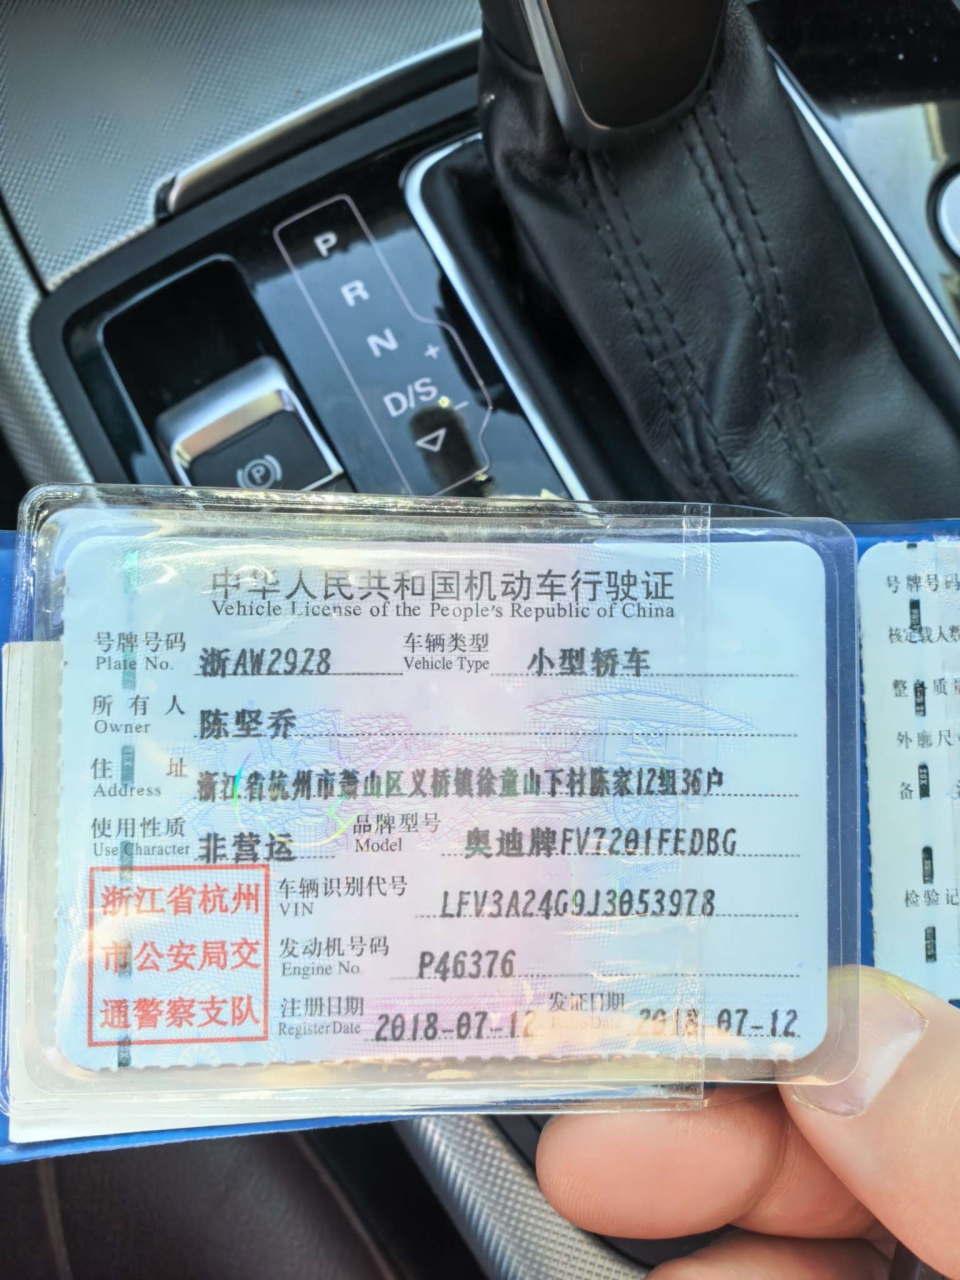 P
R
N
+
D/S
-
P
中华人民共和国机动车行驶证
Vehicle License of the People's Republic of China
号牌号码 浙AW29Z8 车辆类型 小型轿车
Plate No. Vehicle Type
所有人 陈坚乔
Owner
住址 浙江省杭州市萧山区义桥镇徐童山下村陈家12组36户
Address
使用性质 非营运 品牌型号 奥迪牌FV7201FEDBG
Use Character Model
浙江省杭州
市公安局交
通警察支队
车辆识别代号 LFV3A24G9J3053978
VIN
发动机号码 P46376
Engine No.
注册日期 2018-07-12 发证日期 2018-07-12
Register Date Issue Date
号牌号码
核定载人数
整备质量
外廓尺寸
备
检验记